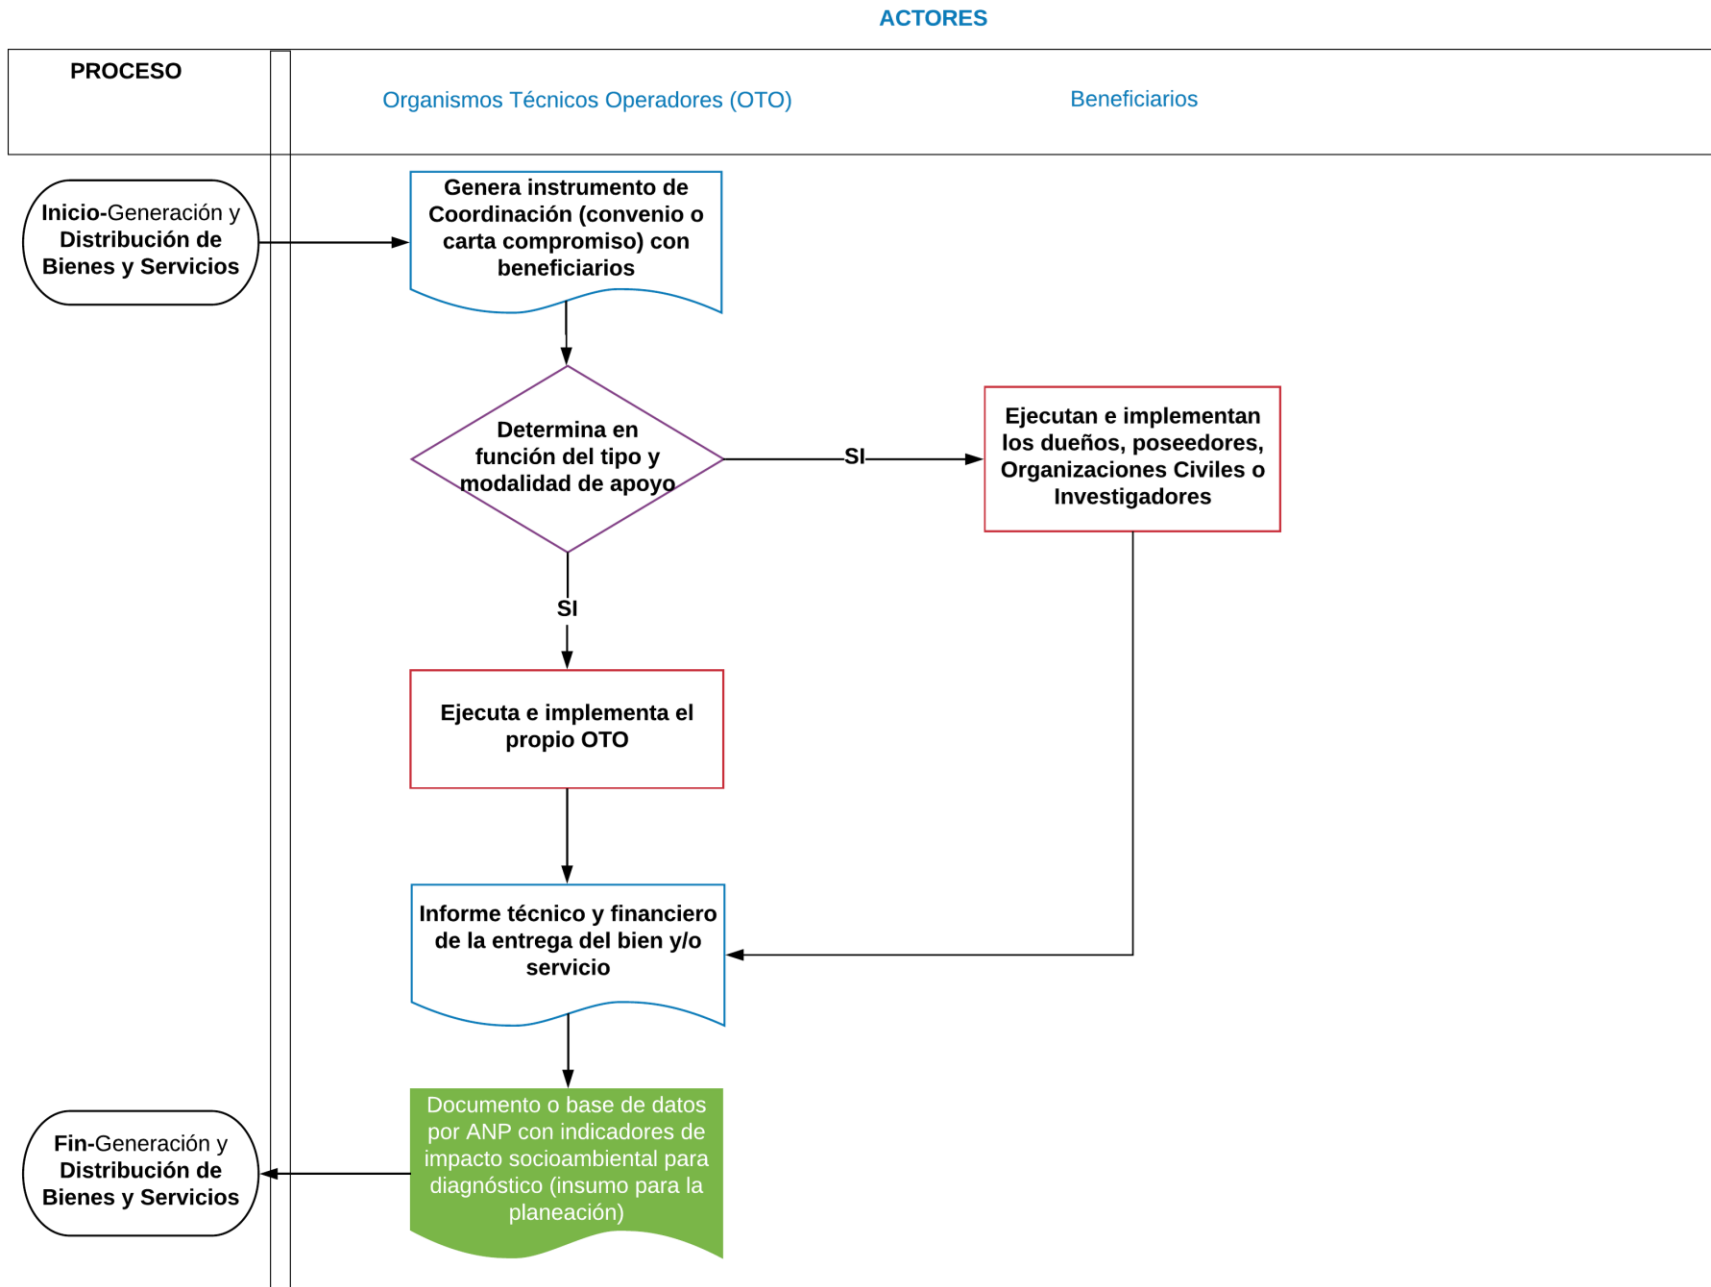 ACTORES
PROCESO
Organismos Técnicos Operadores (OTO)
Beneficiarios
Inicio-Generación y
Distribución de
Bienes y Servicios
Genera instrumento de
Coordinación (convenio o
carta compromiso) con
beneficiarios
Determina en
función del tipo y
modalidad de apoyo
SI
Ejecutan e implementan
los dueños, poseedores,
Organizaciones Civiles o
Investigadores
SI
Ejecuta e implementa el
propio OTO
Informe técnico y financiero
de la entrega del bien y/o
servicio
Documento o base de datos
por ANP con indicadores de
impacto socioambiental para
diagnóstico (insumo para la
planeación)
Fin-Generación y
Distribución de
Bienes y Servicios